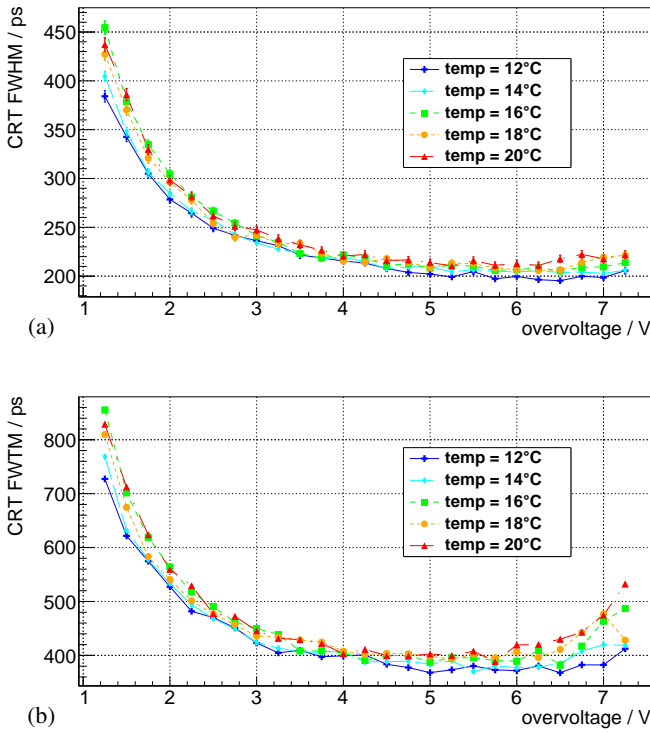 CRT FWHM / ps
450
400
350
300
250
200
temp = 12°C
temp = 14°C
temp = 16°C
temp = 18°C
temp = 20°C
1 2 3 4 5 6 7
overvoltage / V
(a)
CRT FWTM / ps
800
700
600
500
400
temp = 12°C
temp = 14°C
temp = 16°C
temp = 18°C
temp = 20°C
1 2 3 4 5 6 7
overvoltage / V
(b)